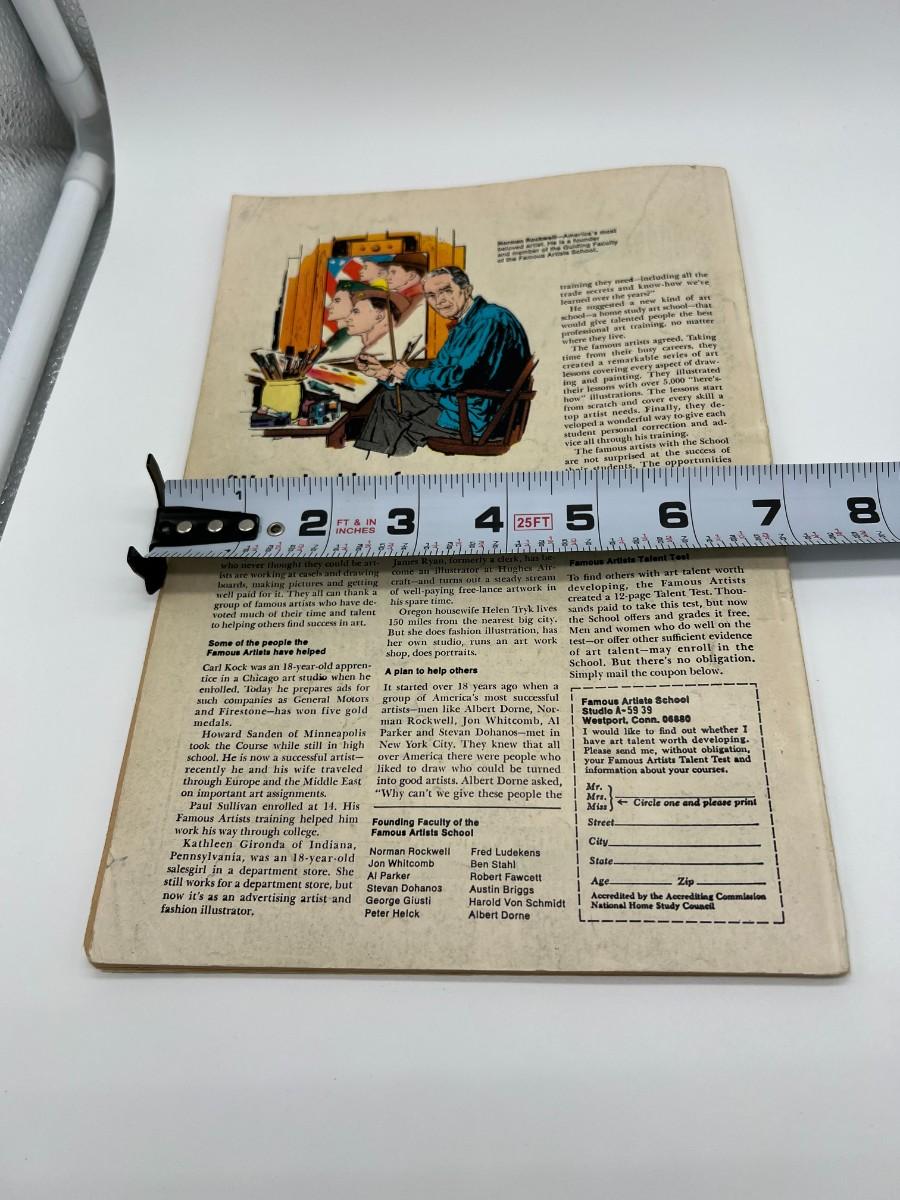 Norman Rockwell—America's most
beloved artist. He is a founder
and member of the Guiding Faculty
of the Famous Artists School.
training they need—including all the
trade secrets and know-how we've
learned over the years?"
He suggested a new kind of art
school—a home study art school—that
would give talented people the best
professional art training, no matter
where they live.
The famous artists agreed. Taking
time from their busy careers, they
created a remarkable series of art
lessons covering every aspect of draw-
ing and painting. They illustrated
their lessons with over 5,000 "here's-
how" illustrations. The lessons start
from scratch and cover every skill a
top artist needs. Finally, they de-
veloped a wonderful way to give each
student personal correction and ad-
vice all through his training.
The famous artists with the School
are not surprised at the success of
their students. The opportunities
1 2 FT & IN INCHES 3 4 25FT 5 6 7 8
who never thought they could be art-
ists are working at easels and drawing
boards, making pictures and getting
well paid for it. They all can thank a
group of famous artists who have de-
voted much of their time and talent
to helping others find success in art.
Some of the people the
Famous Artists have helped
Carl Kock was an 18-year-old appren-
tice in a Chicago art studio when he
enrolled. Today he prepares ads for
such companies as General Motors
and Firestone—has won five gold
medals.
Howard Sanden of Minneapolis
took the Course while still in high
school. He is now a successful artist—
recently he and his wife traveled
through Europe and the Middle East
on important art assignments.
Paul Sullivan enrolled at 14. His
Famous Artists training helped him
work his way through college.
Kathleen Gironda of Indiana,
Pennsylvania, was an 18-year-old
salesgirl in a department store. She
still works for a department store, but
now it's as an advertising artist and
fashion illustrator.
James Ryan, formerly a clerk, has be-
come an illustrator at Hughes Air-
craft—and turns out a steady stream
of well-paying free-lance artwork in
his spare time.
Oregon housewife Helen Tryk lives
150 miles from the nearest big city.
But she does fashion illustration, has
her own studio, runs an art work
shop, does portraits.
A plan to help others
It started over 18 years ago when a
group of America's most successful
artists—men like Albert Dorne, Nor-
man Rockwell, Jon Whitcomb, Al
Parker and Stevan Dohanos—met in
New York City. They knew that all
over America there were people who
liked to draw who could be turned
into good artists. Albert Dorne asked,
"Why can't we give these people the
Founding Faculty of the
Famous Artists School
Norman Rockwell
Jon Whitcomb
Al Parker
Stevan Dohanos
George Giusti
Peter Helck
Fred Ludekens
Ben Stahl
Robert Fawcett
Austin Briggs
Harold Von Schmidt
Albert Dorne
Famous Artists Talent Test
To find others with art talent worth
developing, the Famous Artists
created a 12-page Talent Test. Thou-
sands paid to take this test, but now
the School offers and grades it free.
Men and women who do well on the
test—or offer other sufficient evidence
of art talent—may enroll in the
School. But there's no obligation.
Simply mail the coupon below.
Famous Artists School
Studio A-5939
Westport, Conn. 06880
I would like to find out whether I
have art talent worth developing.
Please send me, without obligation,
your Famous Artists Talent Test and
information about your courses.
Mr.
Mrs. ← Circle one and please print
Miss
Street
City
State
Age Zip
Accredited by the Accrediting Commission
National Home Study Council